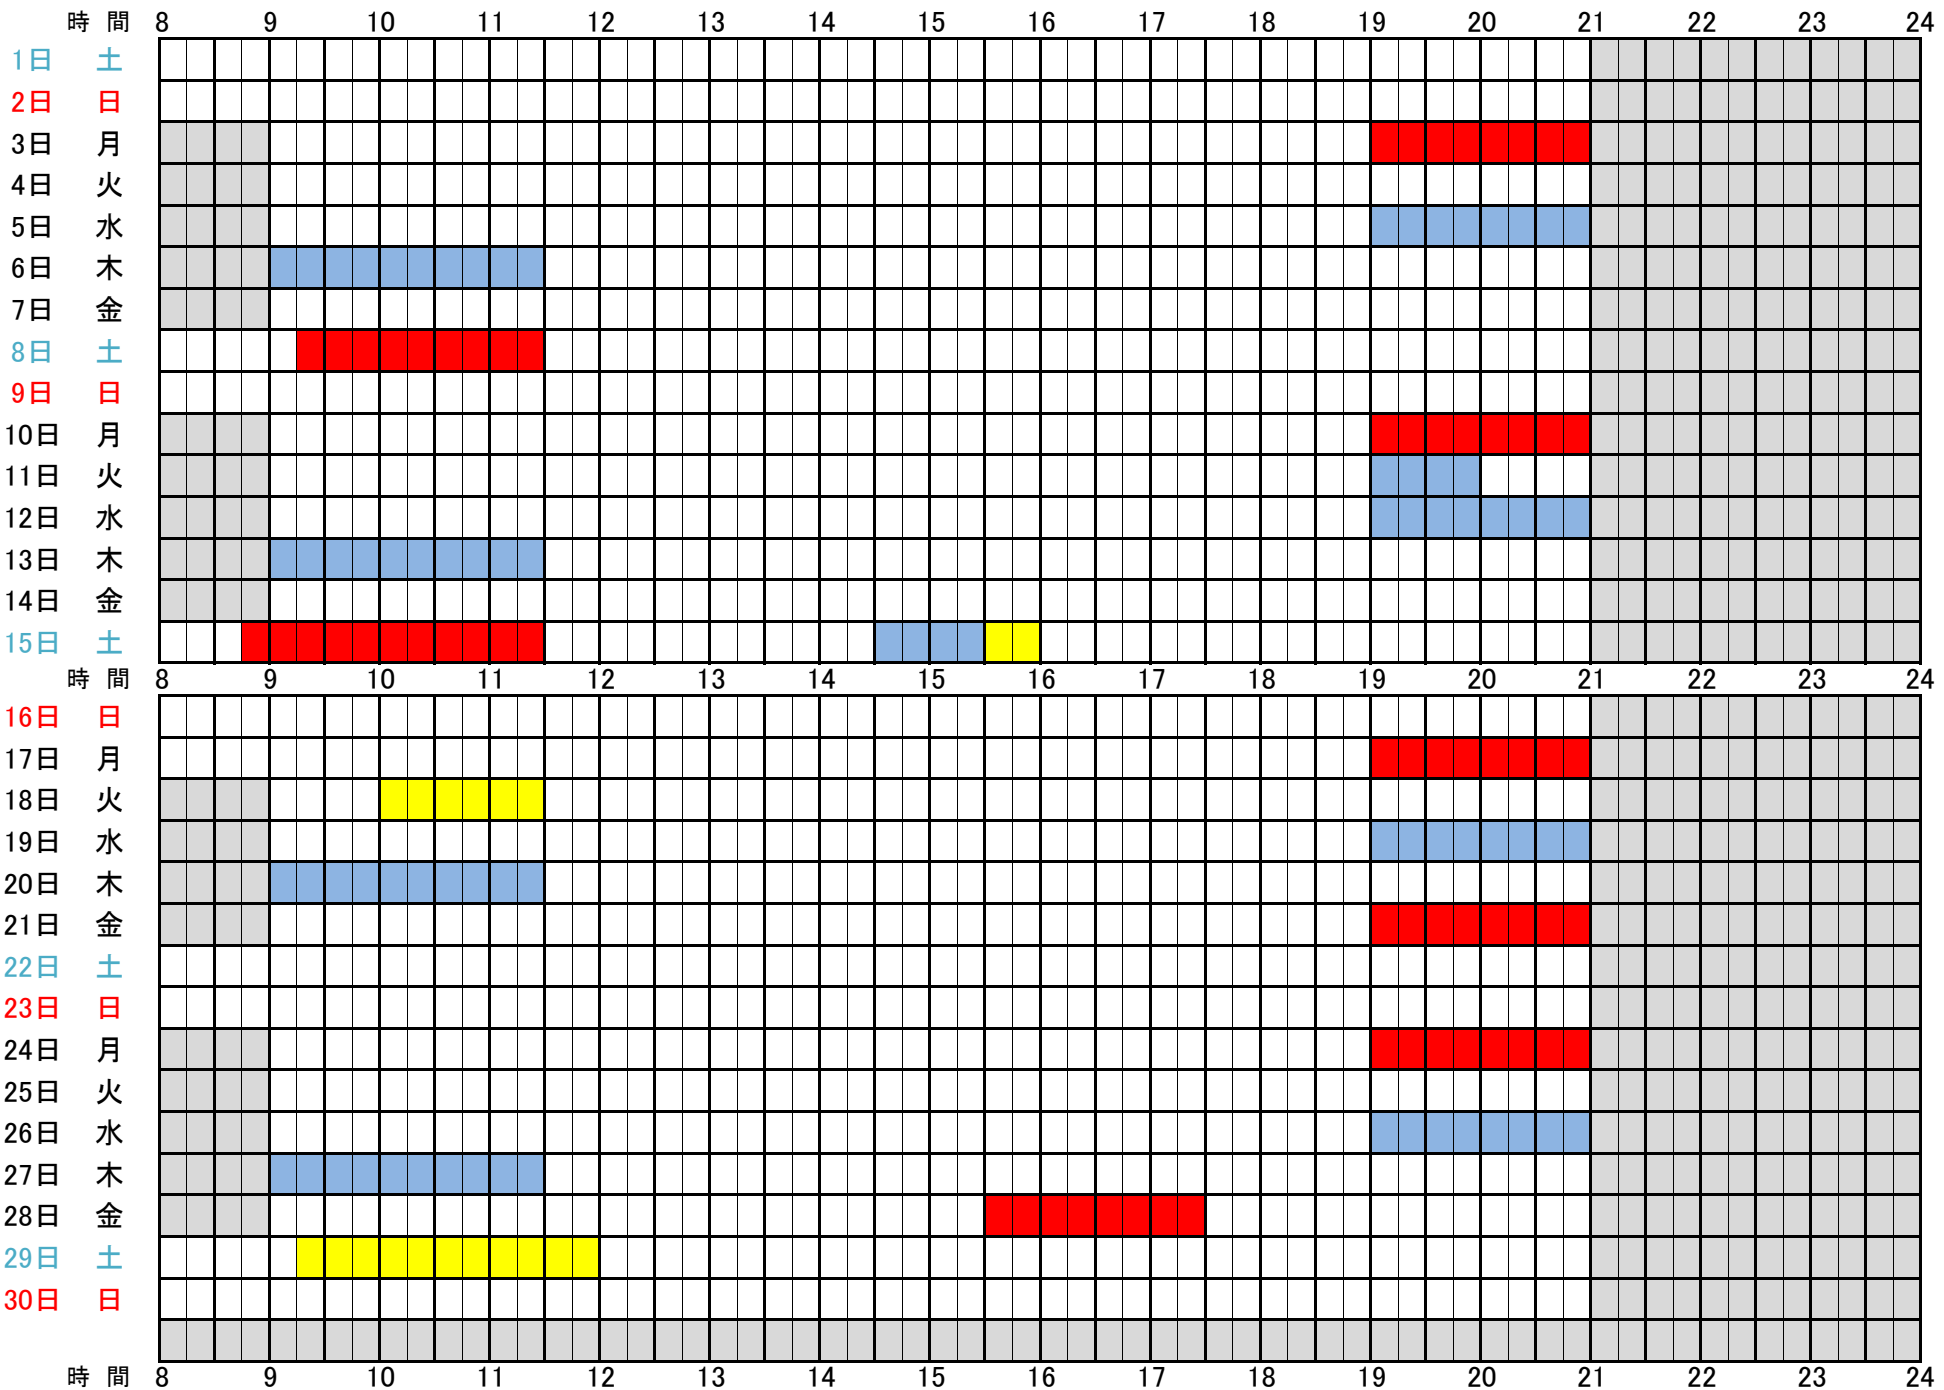 時 間 8 9 10 11 12 13 14 15 16 17 18 19 20 21 22 23 24
1日 土
2日 日
3日 月
4日 火
5日 水
6日 木
7日 金
8日 土
9日 日
10日 月
11日 火
12日 水
13日 木
14日 金
15日 土
時 間 8 9 10 11 12 13 14 15 16 17 18 19 20 21 22 23 24
16日 日
17日 月
18日 火
19日 水
20日 木
21日 金
22日 土
23日 日
24日 月
25日 火
26日 水
27日 木
28日 金
29日 土
30日 日
時 間 8 9 10 11 12 13 14 15 16 17 18 19 20 21 22 23 24